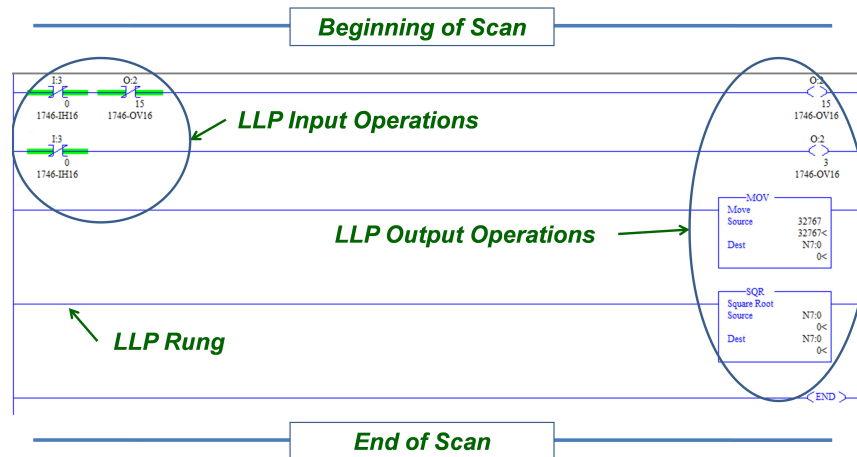 Beginning of Scan
I:3 O:2 O:2
0 15 15
1746-IH16 1746-OV16 1746-OV16
LLP Input Operations
I:3 O:2
0 3
1746-IH16 1746-OV16
MOV
Move
Source 32767
32767<
Dest N7:0
0<
LLP Output Operations
SQR
Square Root
Source N7:0
0<
Dest N7:0
0<
LLP Rung
END
End of Scan